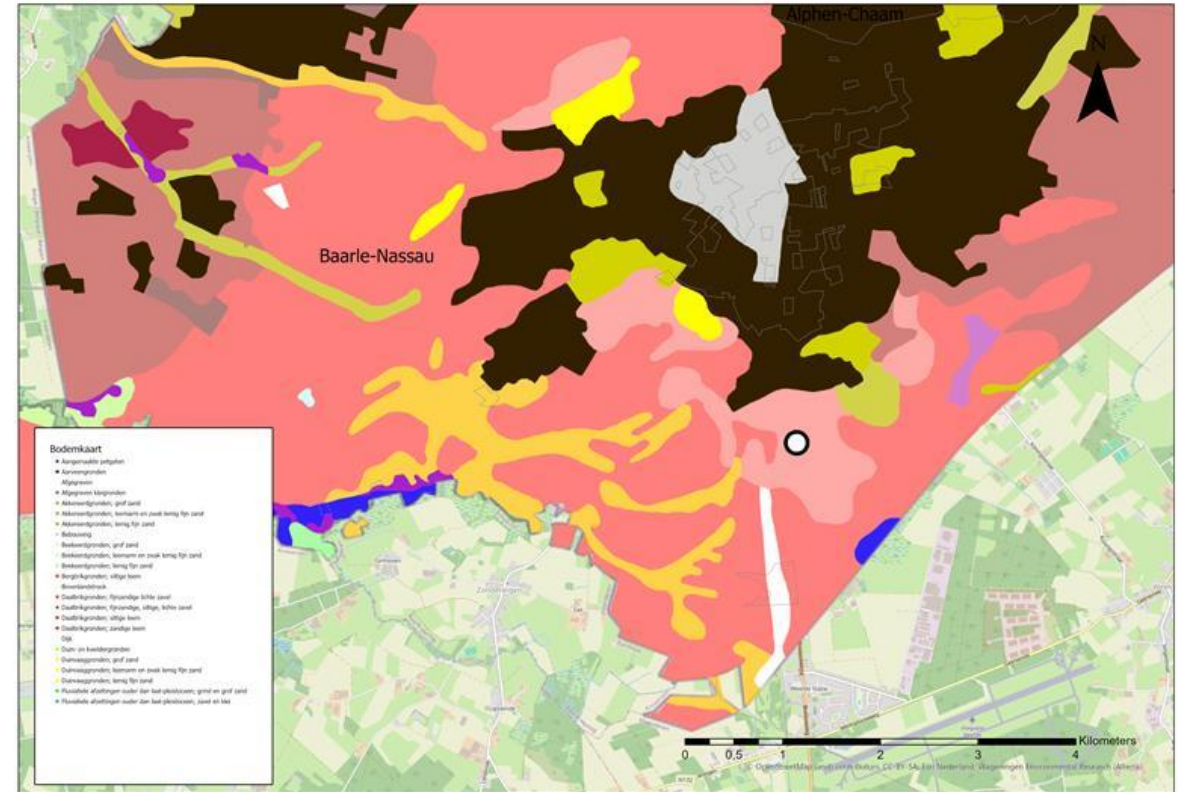 Alphen-Chaam
N
Baarle-Nassau
Bodemkaart
Aangemaakte petgaten
Aarveengronden
Afgegraven
Afgegraven kleigronden
Akkereerdgronden; grof zand
Akkereerdgronden; leemarm en zwak lemig fijn zand
Akkereerdgronden; lemig fijn zand
Bebouwing
Beekeerdgronden; grof zand
Beekeerdgronden; leemarm en zwak lemig fijn zand
Beekeerdgronden; lemig fijn zand
Bergbrikgronden; siltige leem
Bovenlandstrook
Daalbrikgronden; fijnzandige lichte zavel
Daalbrikgronden; fijnzandige, siltige, lichte zavel
Daalbrikgronden; siltige leem
Daalbrikgronden; zandige leem
Dijk
Duin- en kweldergronden
Duinvaaggronden; grof zand
Duinvaaggronden; leemarm en zwak lemig fijn zand
Duinvaaggronden; lemig fijn zand
Fluviatiele afzettingen ouder dan laat-pleistoceen; grind en grof zand
Fluviatiele afzettingen ouder dan laat-pleistoceen; zavel en klei
Kilometers
0 0.5 1 2 3 4